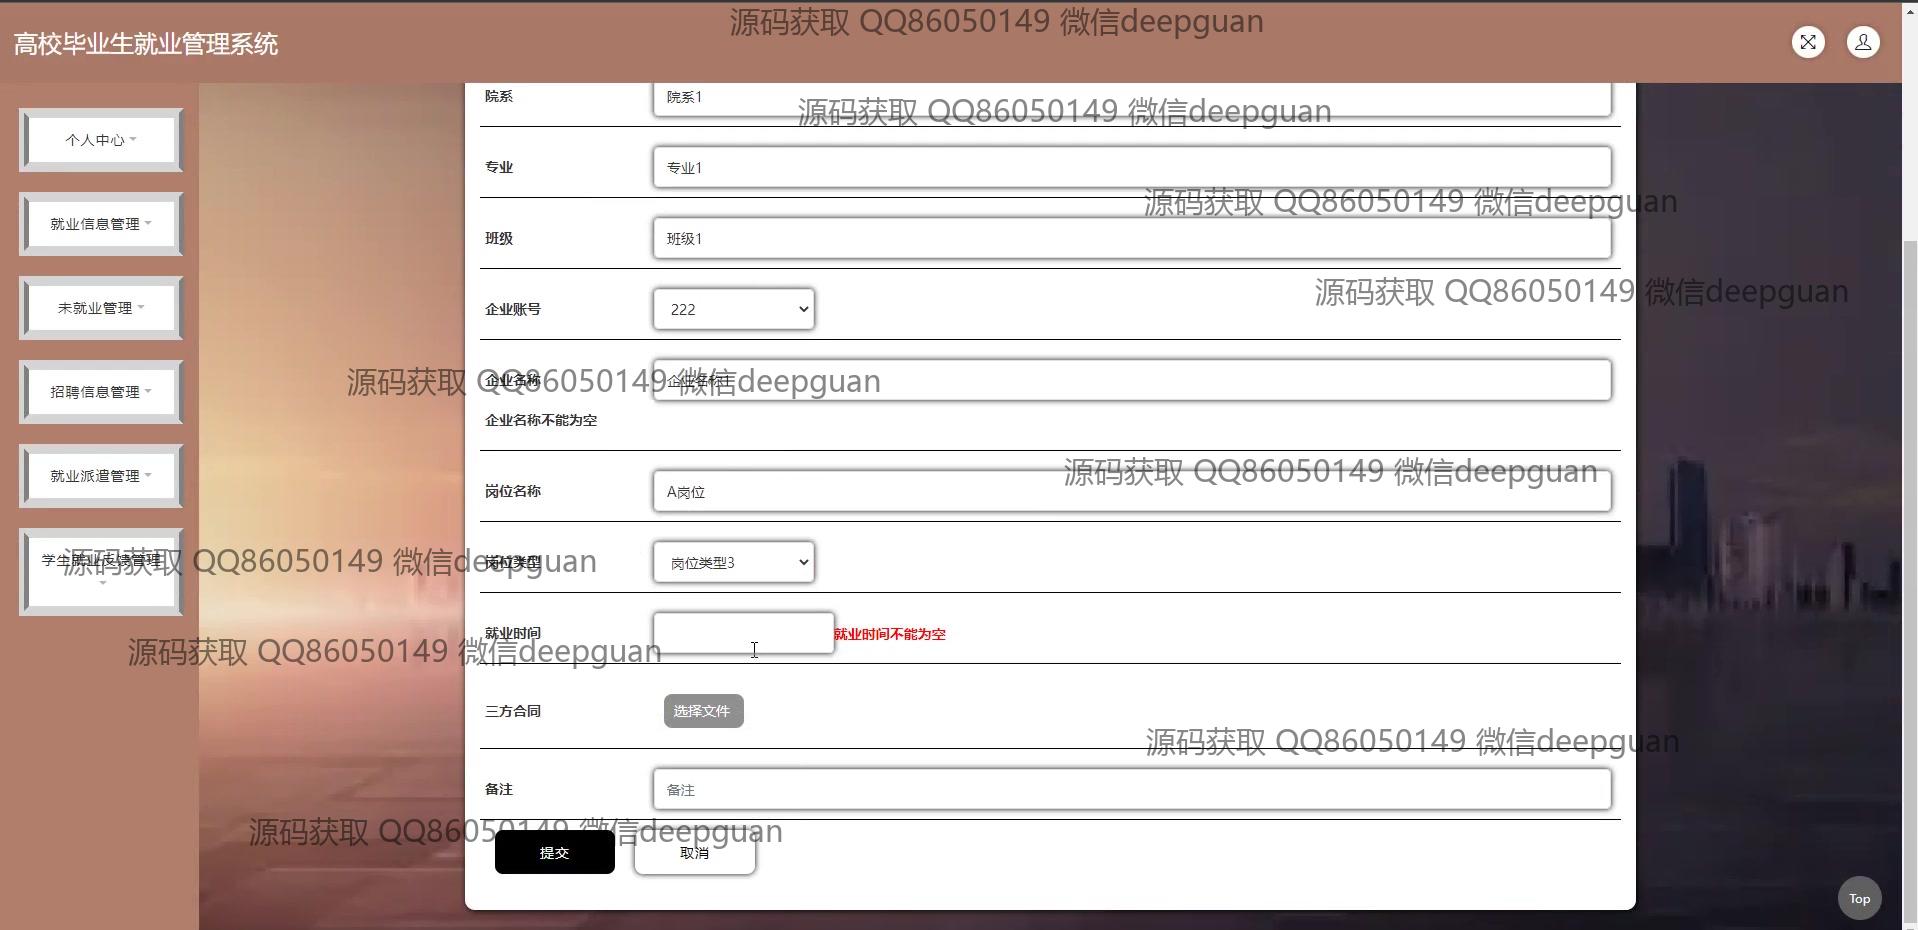 源码获取 QQ86050149 微信deepguan
高校毕业生就业管理系统
院系
院系1
源码获取 QQ86050149 微信deepguan
个人中心
专业
专业1
源码获取 QQ86050149 微信deepguan
就业信息管理
班级
班级1
源码获取 QQ86050149 微信deepguan
未就业管理
企业账号
222
源码获取 QQ86050149 微信deepguan
招聘信息管理
企业名称
企业名称1
企业名称不能为空
源码获取 QQ86050149 微信deepguan
就业派遣管理
岗位名称
A岗位
源码获取 QQ86050149 微信deepguan
学生就业反馈管理
岗位类型
岗位类型3
就业时间
就业时间不能为空
源码获取 QQ86050149 微信deepguan
三方合同
选择文件
源码获取 QQ86050149 微信deepguan
备注
备注
源码获取 QQ86050149 微信deepguan
提交
取消
Top